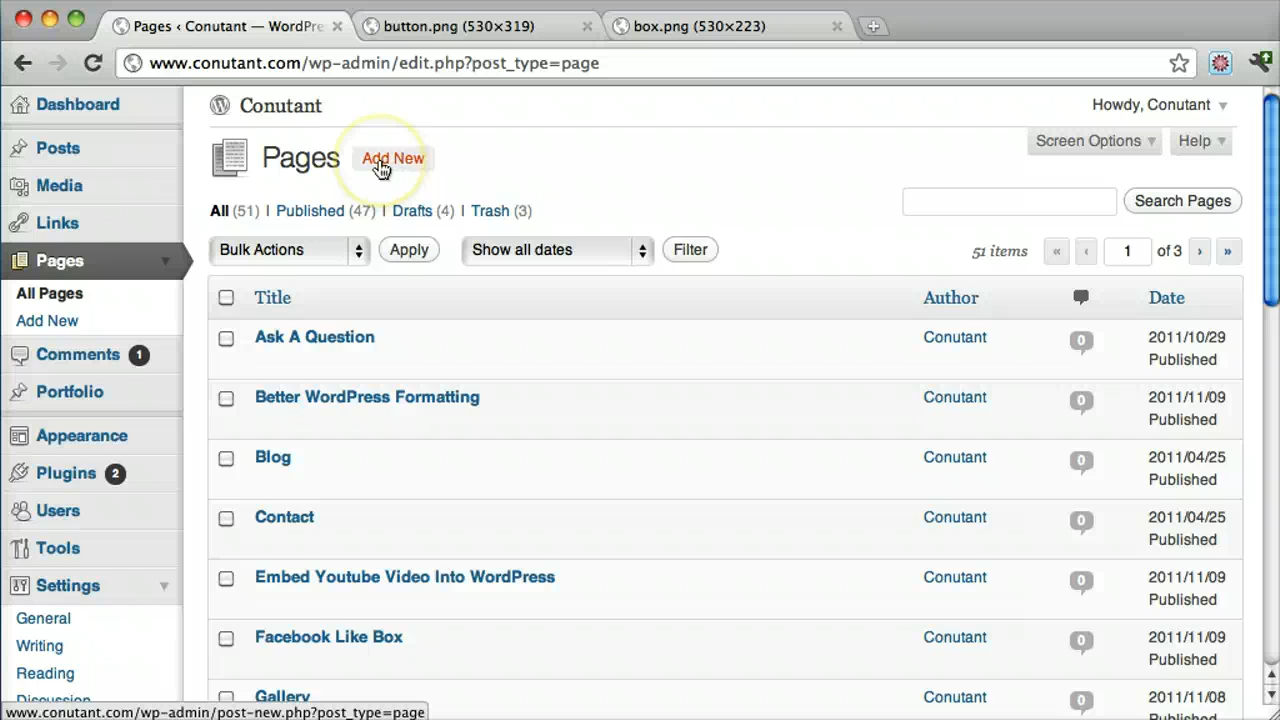 Pages ‹ Conutant — WordPre
button.png (530×319)
box.png (530×223)
www.conutant.com/wp-admin/edit.php?post_type=page
Dashboard
Posts
Media
Links
Pages
All Pages
Add New
Comments 1
Portfolio
Appearance
Plugins 2
Users
Tools
Settings
General
Writing
Reading
Discussion
Conutant
Howdy, Conutant
Pages Add New
Screen Options
Help
All (51) | Published (47) | Drafts (4) | Trash (3)
Search Pages
Bulk Actions
Apply
Show all dates
Filter
51 items « ‹ 1 of 3 › »
Title Author Date
Ask A Question Conutant 0 2011/10/29
Published
Better WordPress Formatting Conutant 0 2011/11/09
Published
Blog Conutant 0 2011/04/25
Published
Contact Conutant 0 2011/04/25
Published
Embed Youtube Video Into WordPress Conutant 0 2011/11/09
Published
Facebook Like Box Conutant 0 2011/11/09
Published
Gallery Conutant 0 2011/11/08
Published
www.conutant.com/wp-admin/post-new.php?post_type=page